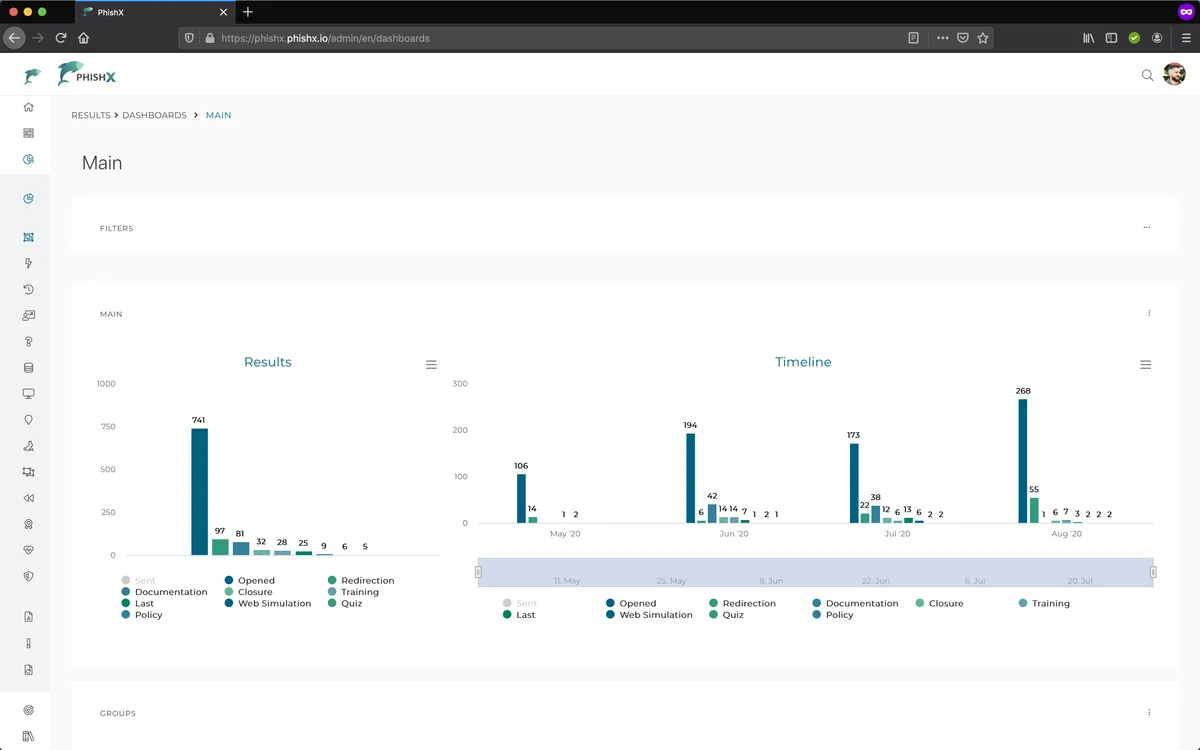 PhishX
https://phishx.phishx.io/admin/en/dashboards
PHISHX
RESULTS > DASHBOARDS > MAIN
Main
FILTERS
MAIN
Results
1000
750
500
250
0
741
97
81
32
28
25
9
6
5
Sent
Opened
Redirection
Documentation
Closure
Training
Last
Web Simulation
Quiz
Policy
Timeline
300
200
100
0
106
14
1
2
194
6
42
14
14
7
1
2
1
173
22
38
12
6
13
6
2
2
268
55
1
6
7
3
2
2
2
May '20
Jun '20
Jul '20
Aug '20
11. May
25. May
8. Jun
22. Jun
6. Jul
20. Jul
Sent
Opened
Redirection
Documentation
Closure
Training
Last
Web Simulation
Quiz
Policy
GROUPS